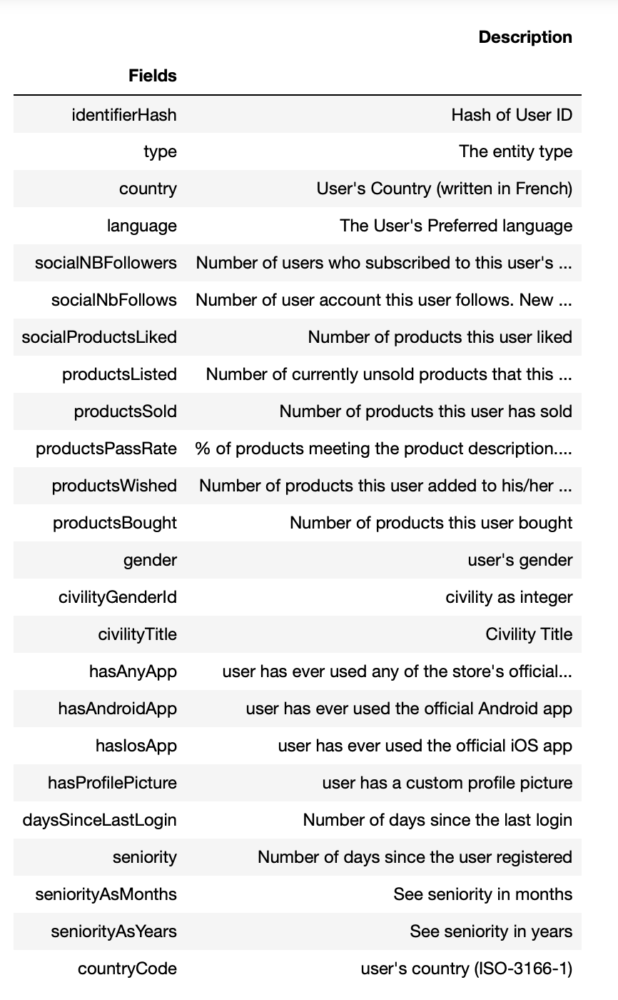 Description
Fields
identifierHash Hash of User ID
type The entity type
country User's Country (written in French)
language The User's Preferred language
socialNBFollowers Number of users who subscribed to this user's ...
socialNbFollows Number of user account this user follows. New ...
socialProductsLiked Number of products this user liked
productsListed Number of currently unsold products that this ...
productsSold Number of products this user has sold
productsPassRate % of products meeting the product description....
productsWished Number of products this user added to his/her ...
productsBought Number of products this user bought
gender user's gender
civilityGenderId civility as integer
civilityTitle Civility Title
hasAnyApp user has ever used any of the store's official...
hasAndroidApp user has ever used the official Android app
hasIosApp user has ever used the official iOS app
hasProfilePicture user has a custom profile picture
daysSinceLastLogin Number of days since the last login
seniority Number of days since the user registered
seniorityAsMonths See seniority in months
seniorityAsYears See seniority in years
countryCode user's country (ISO-3166-1)